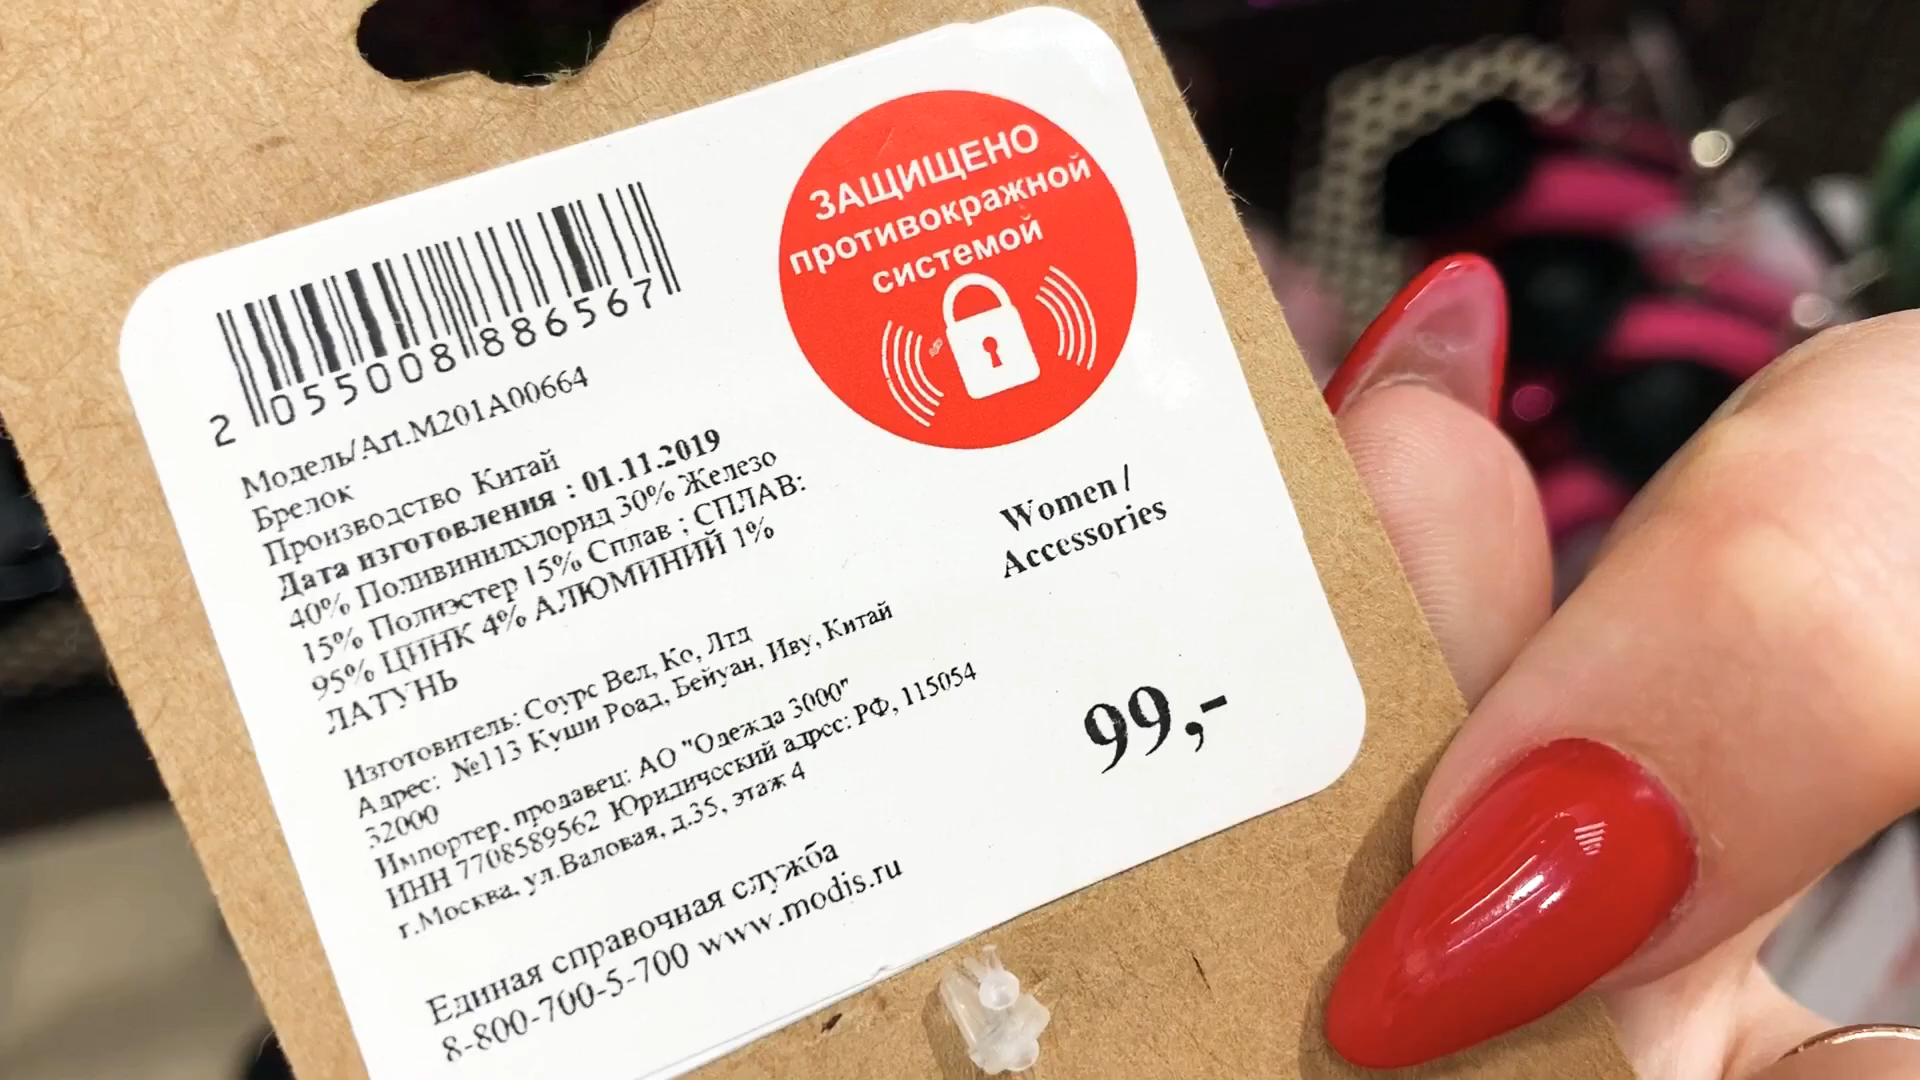 2 055008 886567
ЗАЩИЩЕНО
противокражной
системой
Модель/Art.M201A00664
Брелок
Производство Китай
Дата изготовления : 01.11.2019
40% Поливинилхлорид 30% Железо
15% Полиэстер 15% Сплав ; СПЛАВ:
95% ЦИНК 4% АЛЮМИНИЙ 1%
ЛАТУНЬ
Women /
Accessories
Изготовитель: Соурс Вел, Ко, Лтд
Адрес: №113 Куши Роад, Бейуан, Иву, Китай
32000
Импортер, продавец: АО "Одежда 3000"
ИНН 7708589562 Юридический адрес: РФ, 115054
г.Москва, ул.Валовая, д.35, этаж 4
99,-
Единая справочная служба
8-800-700-5-700 www.modis.ru